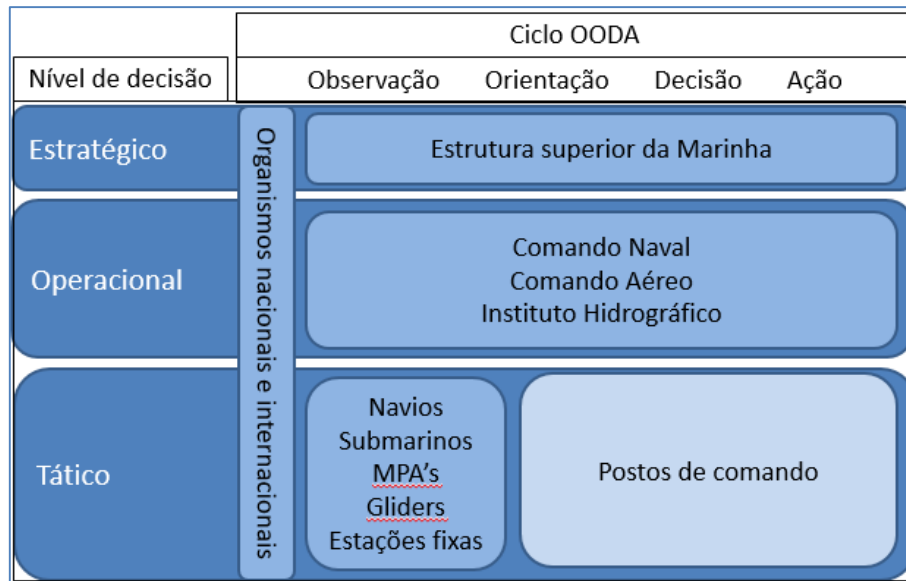 Ciclo OODA
Nível de decisão
Observação
Orientação
Decisão
Ação
Organismos nacionais e internacionais
Estratégico
Estrutura superior da Marinha
Operacional
Comando Naval
Comando Aéreo
Instituto Hidrográfico
Tático
Navios
Submarinos
MPA's
Gliders
Estações fixas
Postos de comando